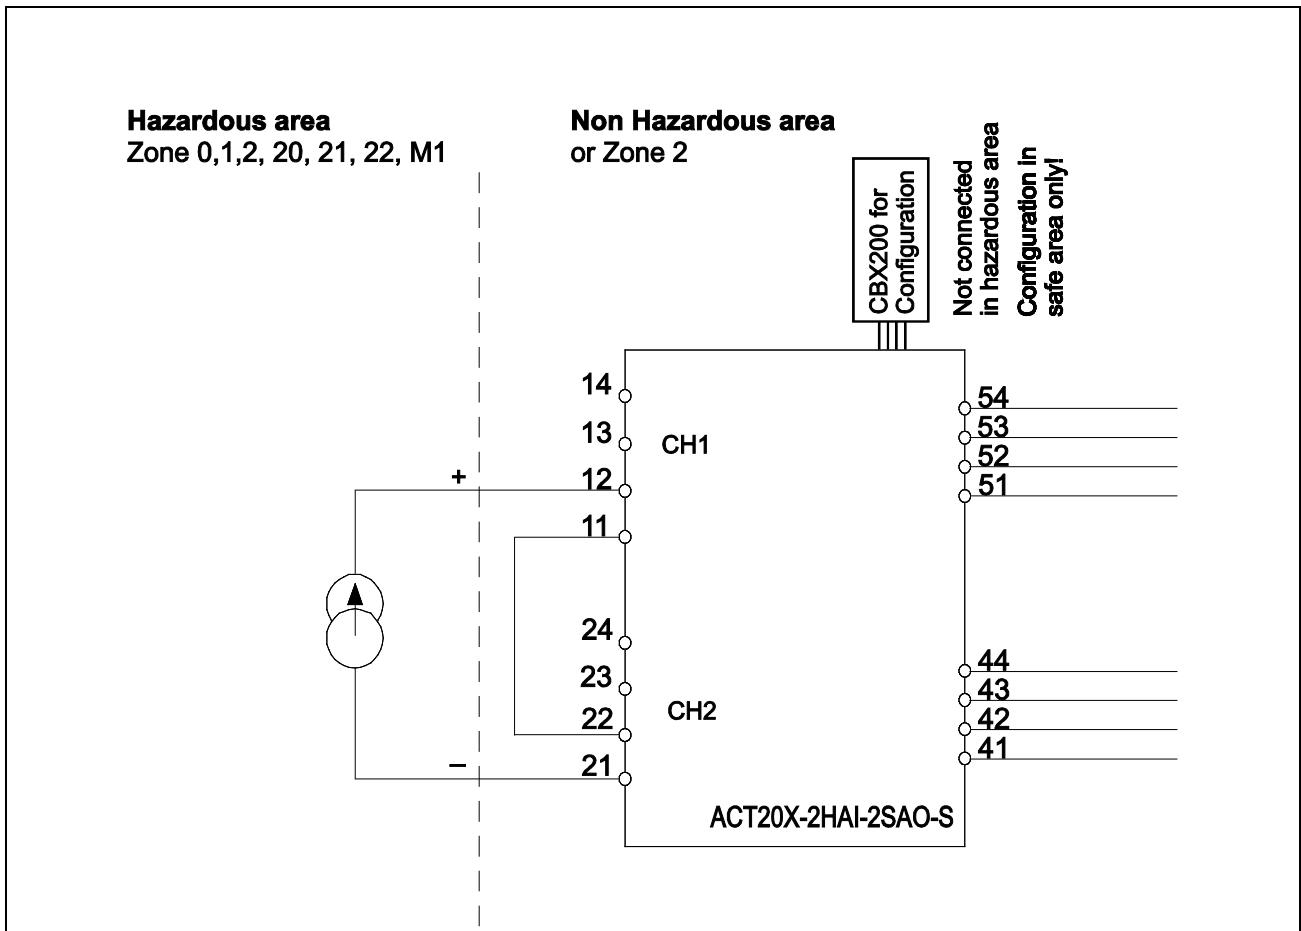 Hazardous area
Zone 0,1,2, 20, 21, 22, M1
Non Hazardous area
or Zone 2
CBX200 for
Configuration
Not connected
in hazardous area
Configuration in
safe area only!
14
13
CH1
+
12
11
24
23
CH2
22
–
21
54
53
52
51
44
43
42
41
ACT20X-2HAI-2SAO-S